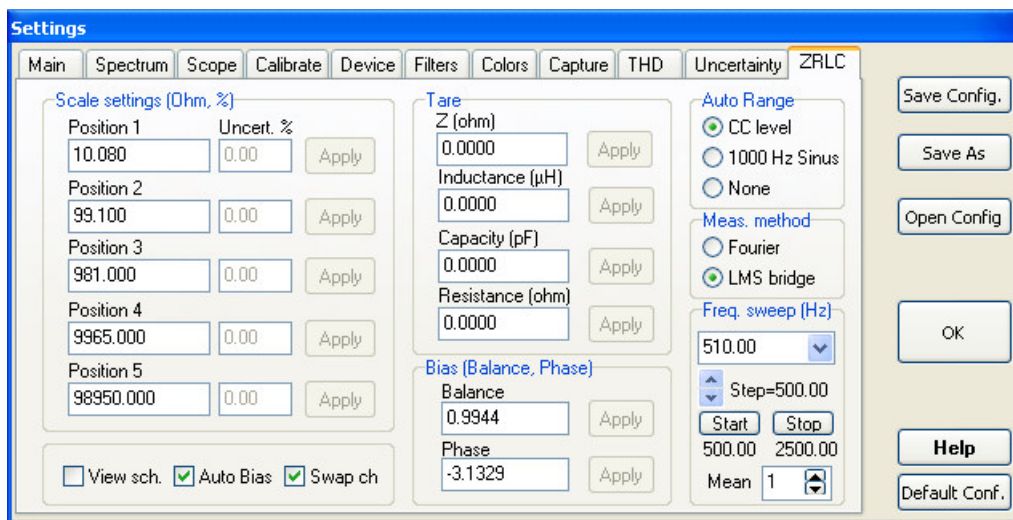 Settings
Main Spectrum Scope Calibrate Device Filters Colors Capture THD Uncertainty ZRLC
Scale settings (Ohm, %)
Position 1 Uncert. %
10.080 0.00 Apply
Position 2
99.100 0.00 Apply
Position 3
981.000 0.00 Apply
Position 4
9965.000 0.00 Apply
Position 5
98950.000 0.00 Apply
View sch. Auto Bias Swap ch
Tare
Z (ohm)
0.0000 Apply
Inductance (µH)
0.0000 Apply
Capacity (pF)
0.0000 Apply
Resistance (ohm)
0.0000 Apply
Bias (Balance, Phase)
Balance
0.9944 Apply
Phase
-3.1329 Apply
Auto Range
CC level
1000 Hz Sinus
None
Meas. method
Fourier
LMS bridge
Freq. sweep (Hz)
510.00
Step=500.00
Start Stop
500.00 2500.00
Mean 1
Save Config.
Save As
Open Config
OK
Help
Default Conf.